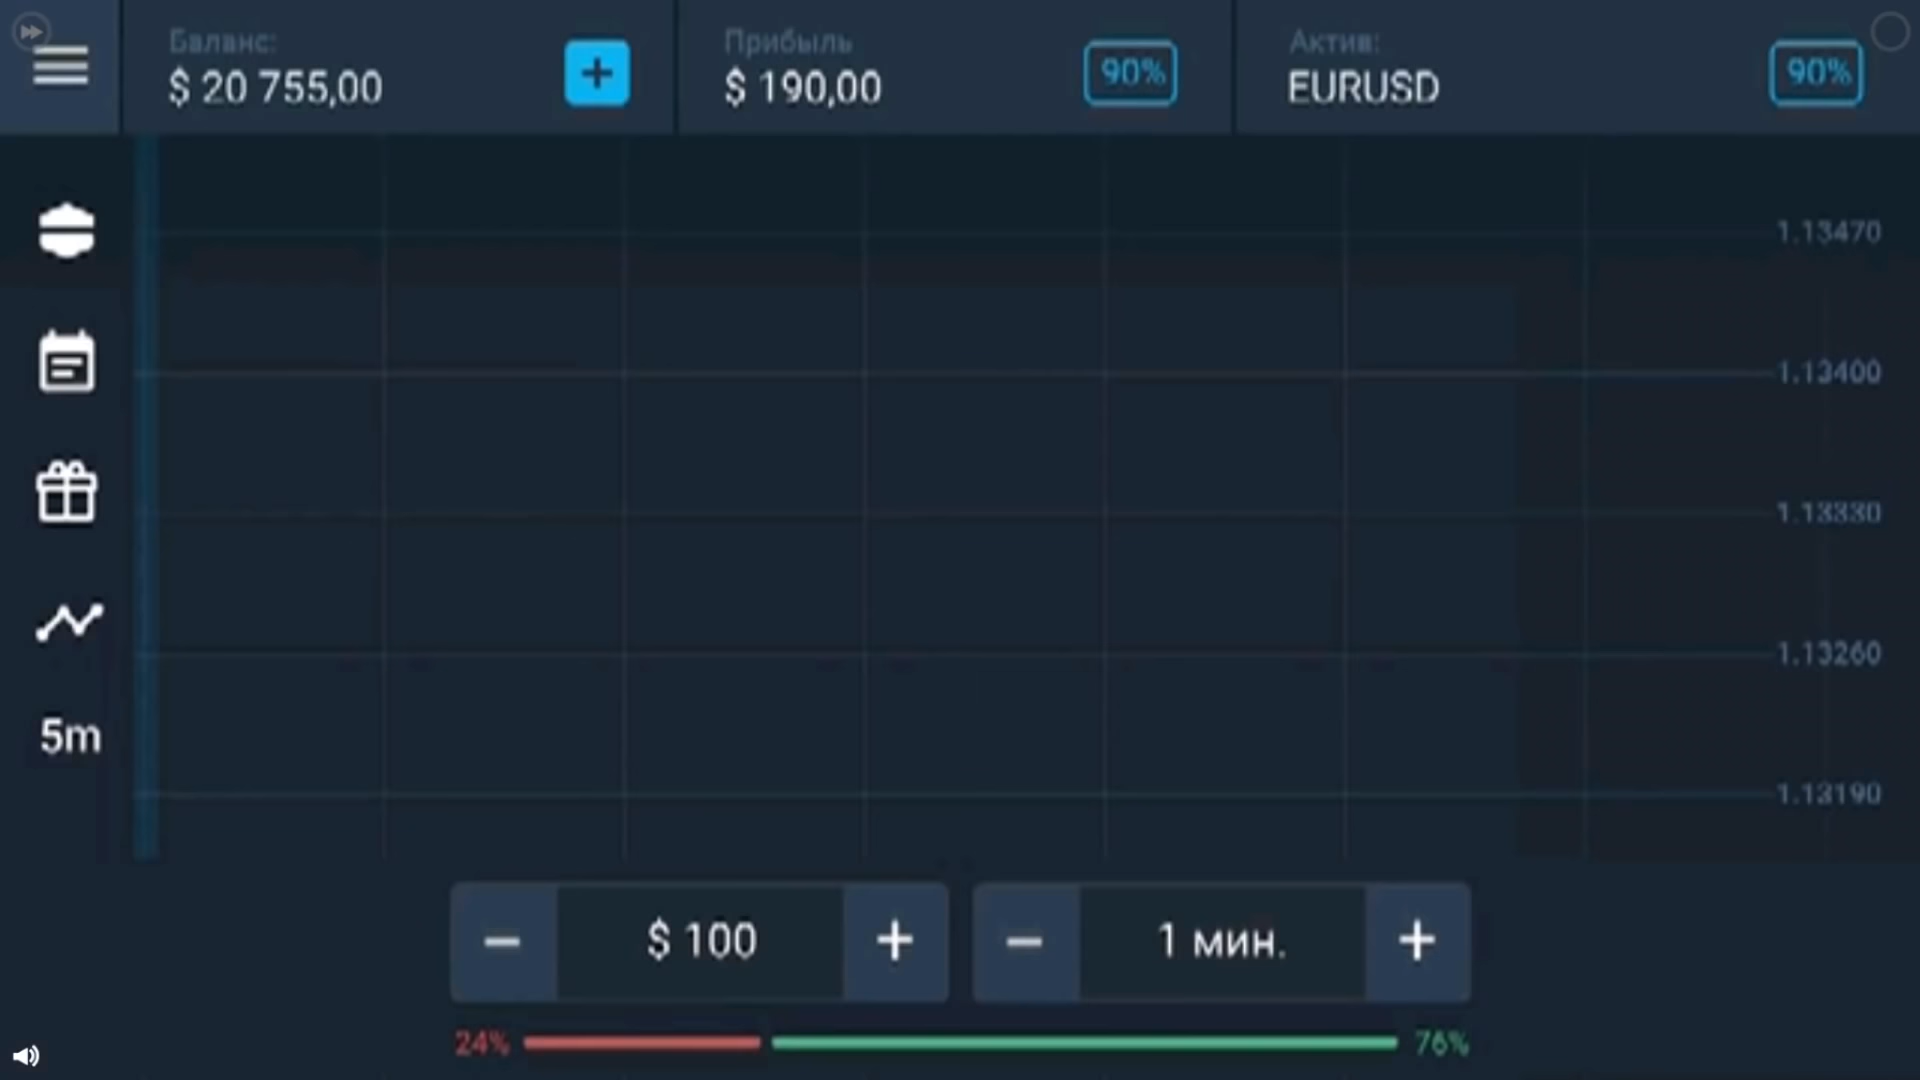 Баланс:
$ 20 755,00
Прибыль
$ 190,00
90%
Актив:
EURUSD
90%
1.13470
1.13400
1.13330
1.13260
1.13190
5m
$ 100
1 мин.
24%
76%